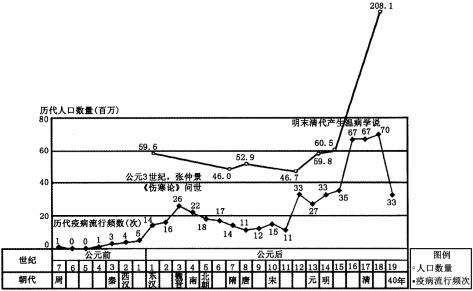 208.1
历代人口数量(百万)
80
60
40
20
0
明末清代产生温病学说
67 67 70
59.6
52.9
46.0
46.7
60.5
59.8
公元3世纪,张仲景
《伤寒论》问世
历代疫病流行频数(次)
1 0 0 1 3 4 5 14 16 26 22 18 17 14 11 12 15 11 33 27 33 35 33
世纪 公元前 公元后 图例
7 6 5 4 3 2 1 1 2 3 4 5 6 7 8 9 10 11 12 13 14 15 16 17 18 19
○人口数量
●疫病流行频次
朝代 周 秦 西汉 东汉 魏晋 南 北朝 隋 唐 宋 元 明 清 40年